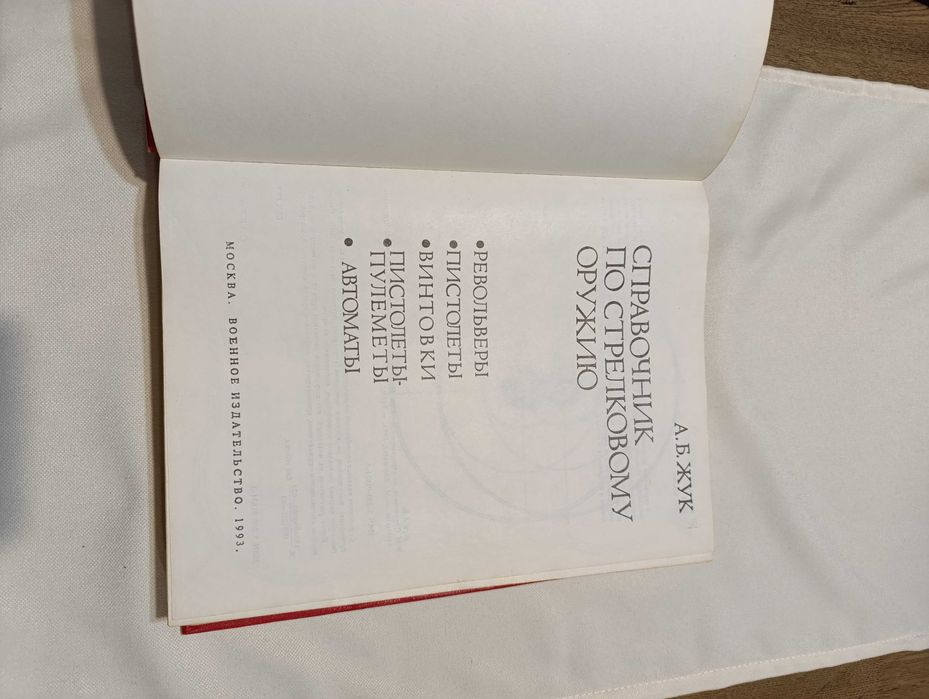 А. Б. ЖУК
СПРАВОЧНИК
ПО СТРЕЛКОВОМУ
ОРУЖИЮ
• РЕВОЛЬВЕРЫ
• ПИСТОЛЕТЫ
• ВИНТОВКИ
• ПИСТОЛЕТЫ-
ПУЛЕМЕТЫ
• АВТОМАТЫ
МОСКВА. ВОЕННОЕ ИЗДАТЕЛЬСТВО. 1993.